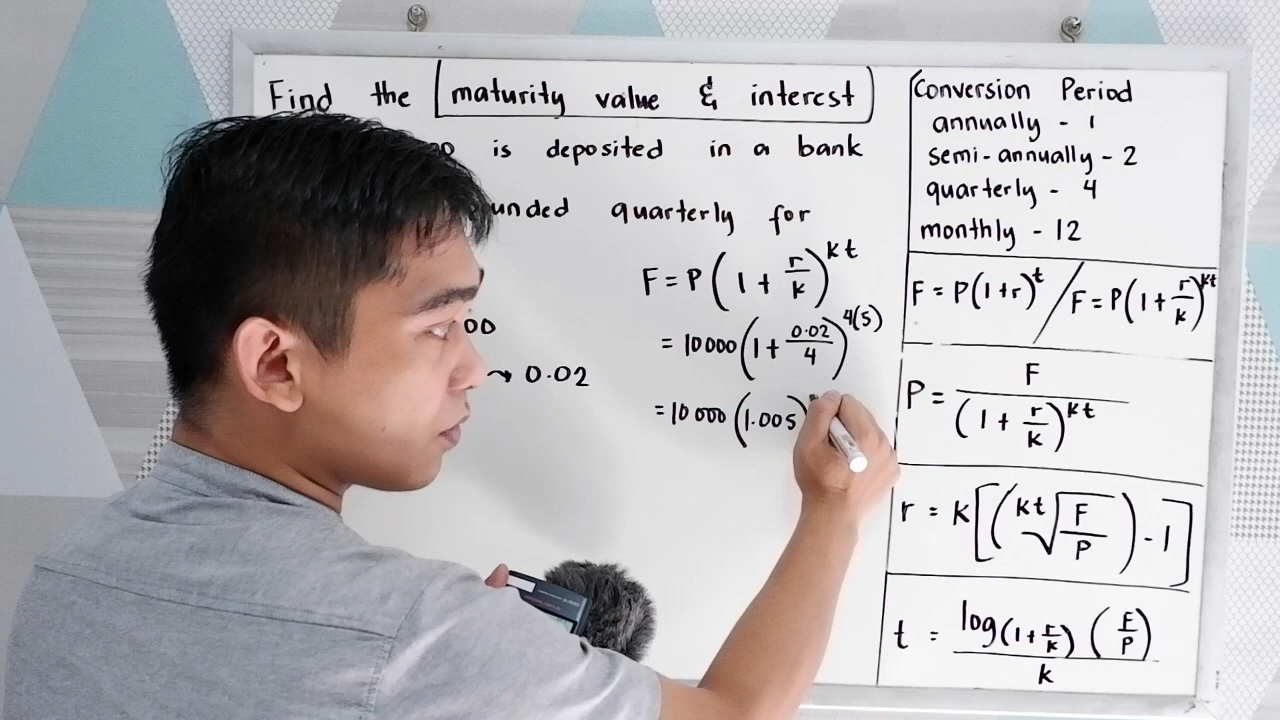 Find the maturity value & interest
is deposited in a bank
unded quarterly for
00
→ 0.02
F = P(1 + r/k)^kt
= 10 000(1 + 0.02/4)^4(5)
= 10 000(1.005)
Conversion Period
annually - 1
semi-annually - 2
quarterly - 4
monthly - 12
F = P(1+r)^t / F = P(1 + r/k)^kt
P = F/(1 + r/k)^kt
r = k[(kt√F/P) - 1]
t = log(1+r/k) (F/P)/k